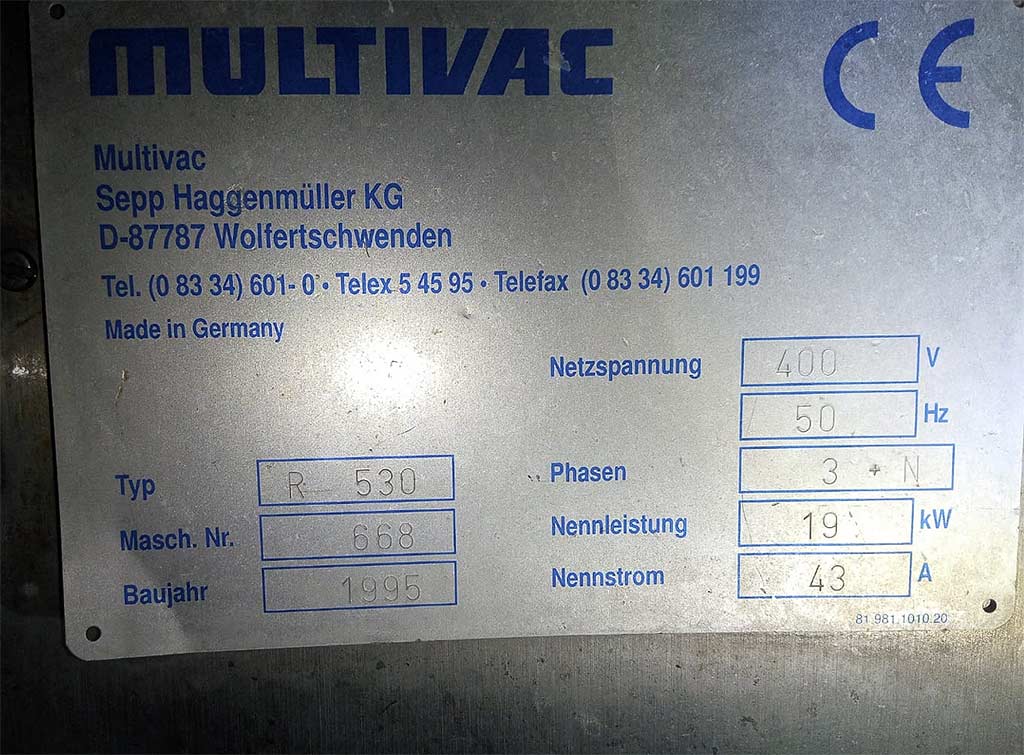 MULTIVAC
CE
Multivac
Sepp Haggenmüller KG
D-87787 Wolfertschwenden
Tel. (0 83 34) 601- 0 • Telex 5 45 95 • Telefax (0 83 34) 601 199
Made in Germany
Netzspannung 400 V
50 Hz
Typ R 530
Phasen 3 + N
Masch. Nr. 668
Nennleistung 19 kW
Baujahr 1995
Nennstrom 43 A
81.981.1010.20